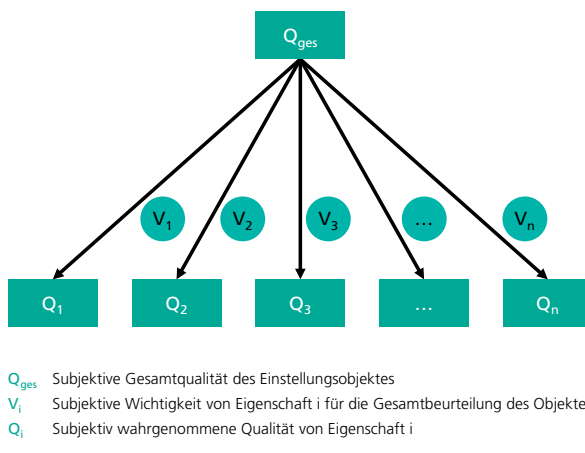 Qges
V1 V2 V3 ... Vn
Q1 Q2 Q3 ... Qn
Qges Subjektive Gesamtqualität des Einstellungsobjektes
Vi Subjektive Wichtigkeit von Eigenschaft i für die Gesamtbeurteilung des Objekte
Qi Subjektiv wahrgenommene Qualität von Eigenschaft i